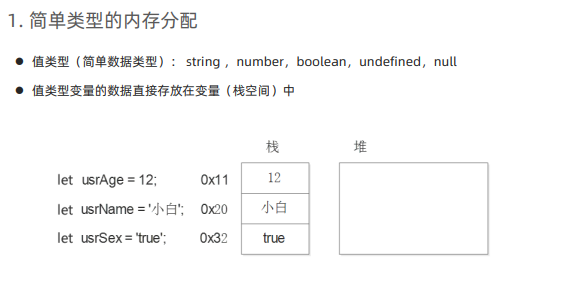 1. 简单类型的内存分配
● 值类型（简单数据类型）： string ，number，boolean，undefined，null
● 值类型变量的数据直接存放在变量（栈空间）中
栈 堆
let usrAge = 12; 0x11 12
let usrName = '小白'; 0x20 小白
let usrSex = 'true'; 0x32 true